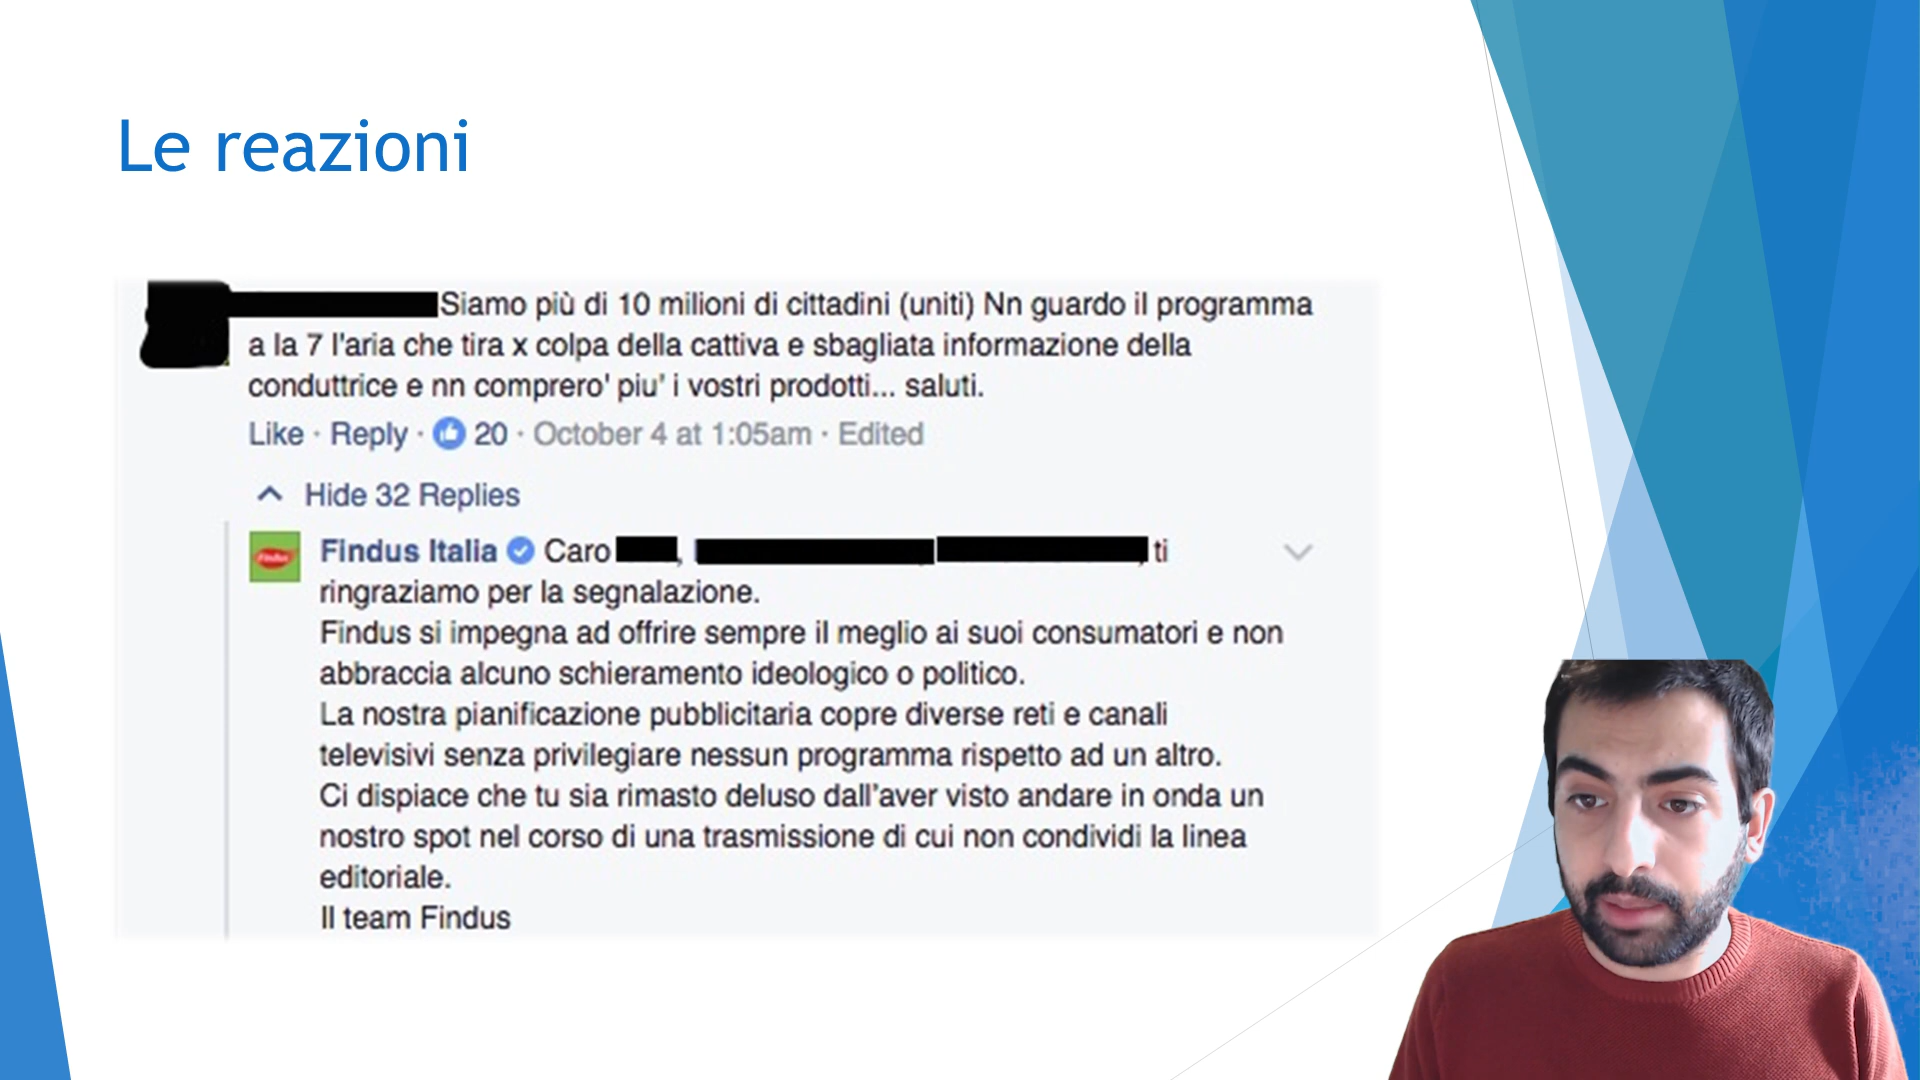 Le reazioni
Siamo più di 10 milioni di cittadini (uniti) Nn guardo il programma
a la 7 l'aria che tira x colpa della cattiva e sbagliata informazione della
conduttrice e nn comprero' piu' i vostri prodotti... saluti.
Like · Reply · 20 · October 4 at 1:05am · Edited
Hide 32 Replies
Findus Italia Caro , , ti
ringraziamo per la segnalazione.
Findus si impegna ad offrire sempre il meglio ai suoi consumatori e non
abbraccia alcuno schieramento ideologico o politico.
La nostra pianificazione pubblicitaria copre diverse reti e canali
televisivi senza privilegiare nessun programma rispetto ad un altro.
Ci dispiace che tu sia rimasto deluso dall'aver visto andare in onda un
nostro spot nel corso di una trasmissione di cui non condividi la linea
editoriale.
Il team Findus